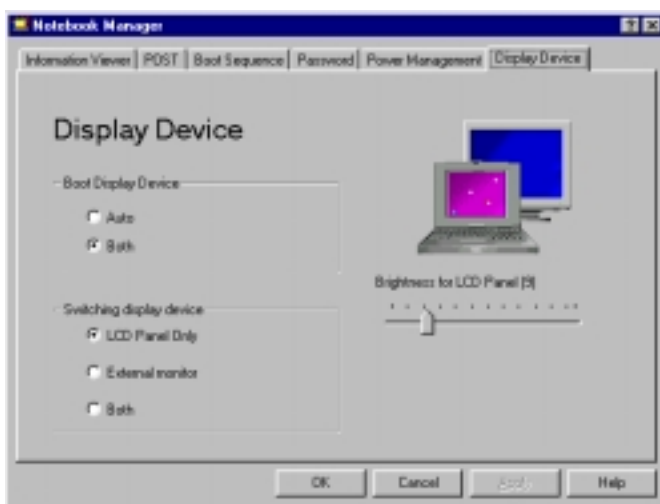 Notebook Manager
Information Viewer POST Boot Sequence Password Power Management Display Device
Display Device
Boot Display Device
Auto
Both
Brightness for LCD Panel (9)
Switching display device
LCD Panel Only
External monitor
Both
OK Cancel Apply Help